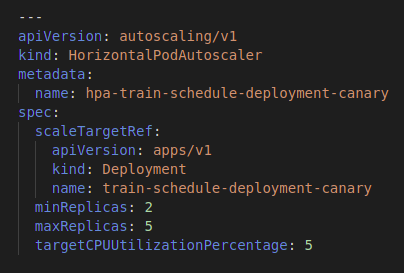 ---
apiVersion: autoscaling/v1
kind: HorizontalPodAutoscaler
metadata:
  name: hpa-train-schedule-deployment-canary
spec:
  scaleTargetRef:
    apiVersion: apps/v1
    kind: Deployment
    name: train-schedule-deployment-canary
  minReplicas: 2
  maxReplicas: 5
  targetCPUUtilizationPercentage: 5